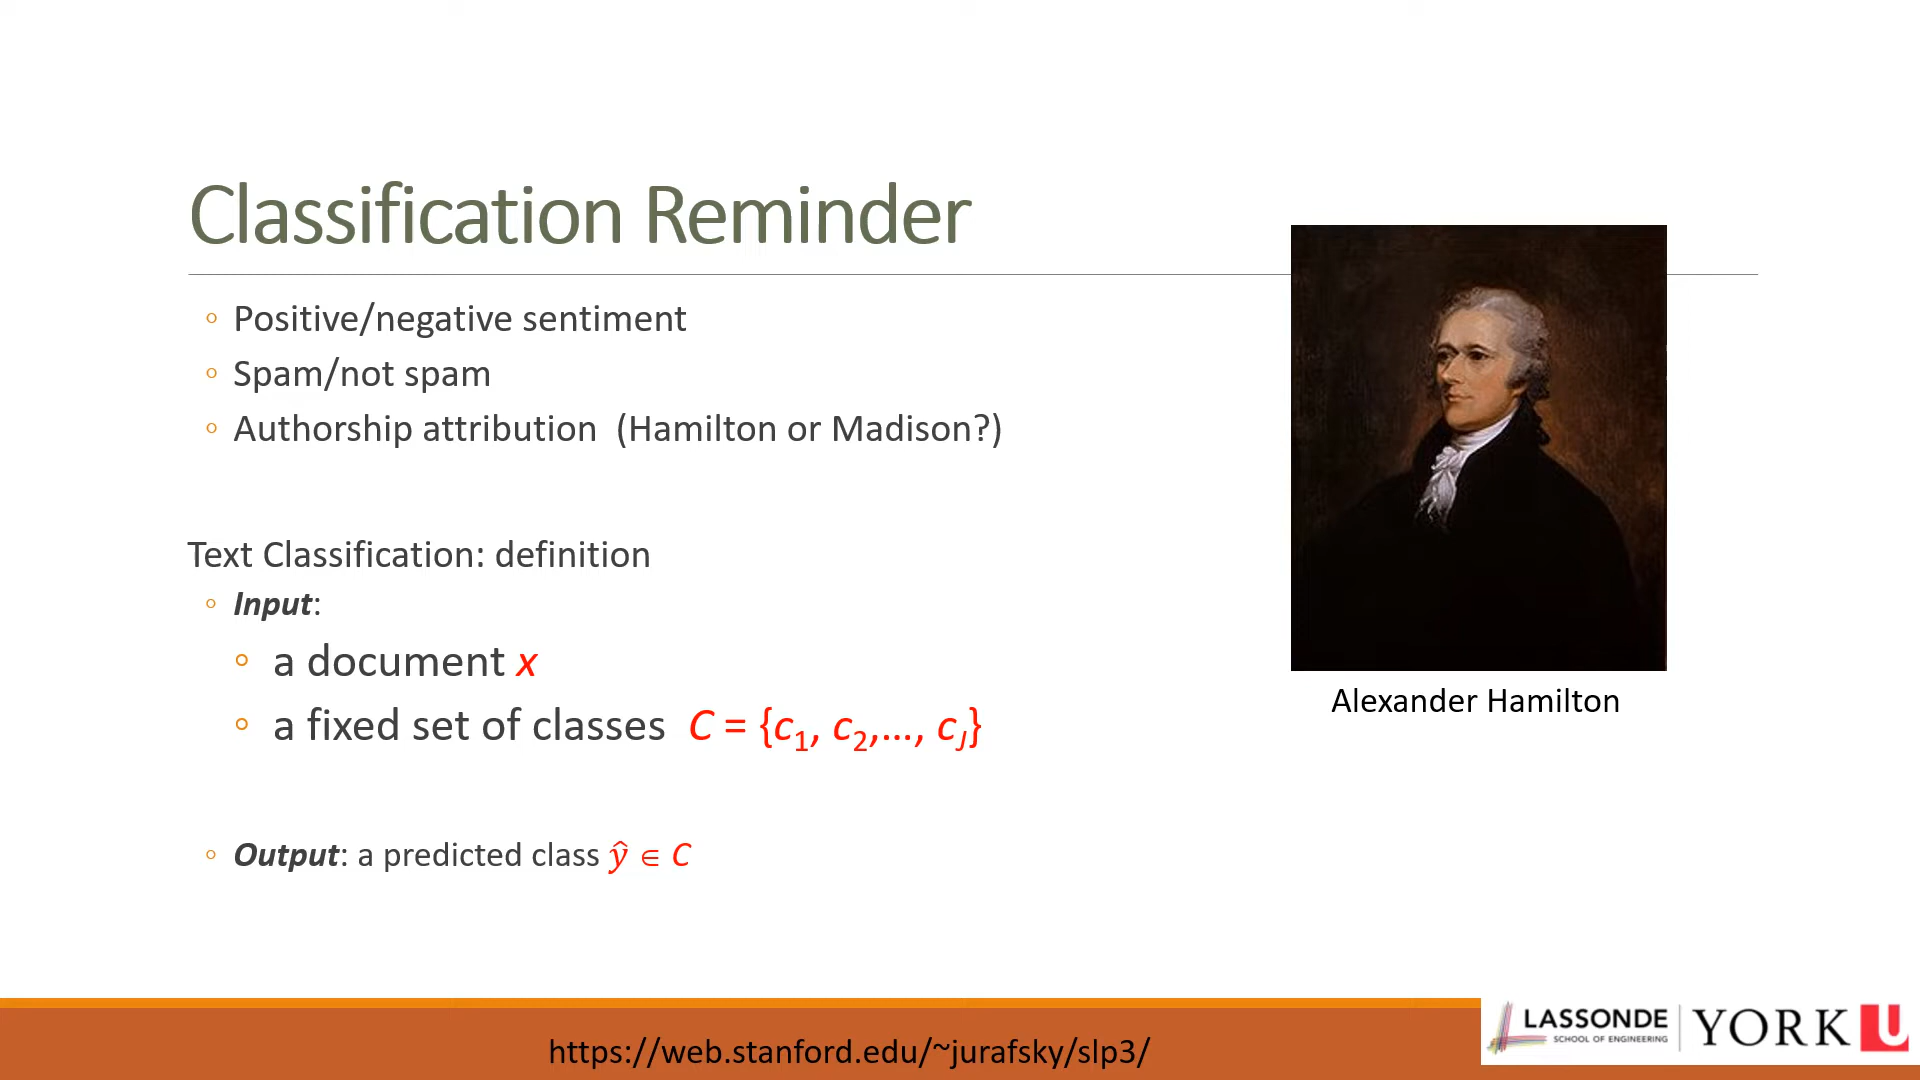 Classification Reminder
Positive/negative sentiment
Spam/not spam
Authorship attribution (Hamilton or Madison?)
Text Classification: definition
Input:
a document x
a fixed set of classes C = {c₁, c₂,…, c_J}
Output: a predicted class ŷ ∈ C
Alexander Hamilton
https://web.stanford.edu/~jurafsky/slp3/
LASSONDE
SCHOOL OF ENGINEERING
YORK U